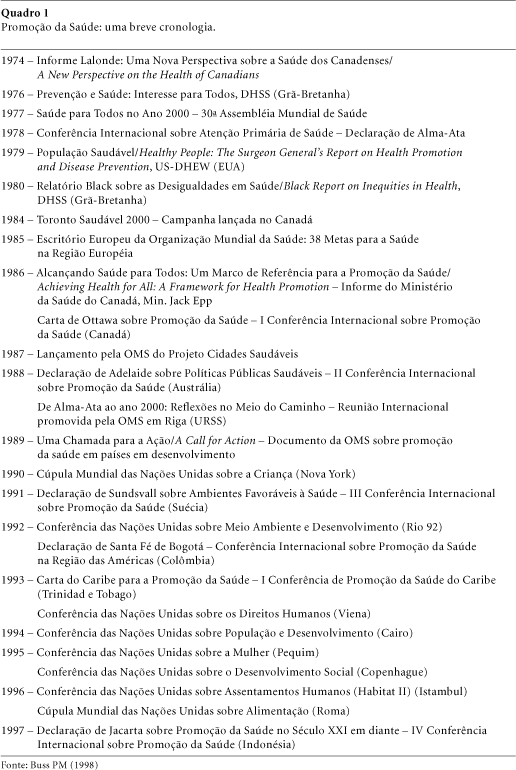 Quadro 1
Promoção da Saúde: uma breve cronologia.
1974 – Informe Lalonde: Uma Nova Perspectiva sobre a Saúde dos Canadenses/
A New Perspective on the Health of Canadians
1976 – Prevenção e Saúde: Interesse para Todos, DHSS (Grã-Bretanha)
1977 – Saúde para Todos no Ano 2000 – 30ª Assembléia Mundial de Saúde
1978 – Conferência Internacional sobre Atenção Primária de Saúde – Declaração de Alma-Ata
1979 – População Saudável/Healthy People: The Surgeon General's Report on Health Promotion
and Disease Prevention, US-DHEW (EUA)
1980 – Relatório Black sobre as Desigualdades em Saúde/Black Report on Inequities in Health,
DHSS (Grã-Bretanha)
1984 – Toronto Saudável 2000 – Campanha lançada no Canadá
1985 – Escritório Europeu da Organização Mundial da Saúde: 38 Metas para a Saúde
na Região Européia
1986 – Alcançando Saúde para Todos: Um Marco de Referência para a Promoção da Saúde/
Achieving Health for All: A Framework for Health Promotion – Informe do Ministério
da Saúde do Canadá, Min. Jack Epp
Carta de Ottawa sobre Promoção da Saúde – I Conferência Internacional sobre Promoção
da Saúde (Canadá)
1987 – Lançamento pela OMS do Projeto Cidades Saudáveis
1988 – Declaração de Adelaide sobre Políticas Públicas Saudáveis – II Conferência Internacional
sobre Promoção da Saúde (Austrália)
De Alma-Ata ao ano 2000: Reflexões no Meio do Caminho – Reunião Internacional
promovida pela OMS em Riga (URSS)
1989 – Uma Chamada para a Ação/A Call for Action – Documento da OMS sobre promoção
da saúde em países em desenvolvimento
1990 – Cúpula Mundial das Nações Unidas sobre a Criança (Nova York)
1991 – Declaração de Sundsvall sobre Ambientes Favoráveis à Saúde – III Conferência Internacional
sobre Promoção da Saúde (Suécia)
1992 – Conferência das Nações Unidas sobre Meio Ambiente e Desenvolvimento (Rio 92)
Declaração de Santa Fé de Bogotá – Conferência Internacional sobre Promoção da Saúde
na Região das Américas (Colômbia)
1993 – Carta do Caribe para a Promoção da Saúde – I Conferência de Promoção da Saúde do Caribe
(Trinidad e Tobago)
Conferência das Nações Unidas sobre os Direitos Humanos (Viena)
1994 – Conferência das Nações Unidas sobre População e Desenvolvimento (Cairo)
1995 – Conferência das Nações Unidas sobre a Mulher (Pequim)
Conferência das Nações Unidas sobre o Desenvolvimento Social (Copenhague)
1996 – Conferência das Nações Unidas sobre Assentamentos Humanos (Habitat II) (Istambul)
Cúpula Mundial das Nações Unidas sobre Alimentação (Roma)
1997 – Declaração de Jacarta sobre Promoção da Saúde no Século XXI em diante – IV Conferência
Internacional sobre Promoção da Saúde (Indonésia)
Fonte: Buss PM (1998)